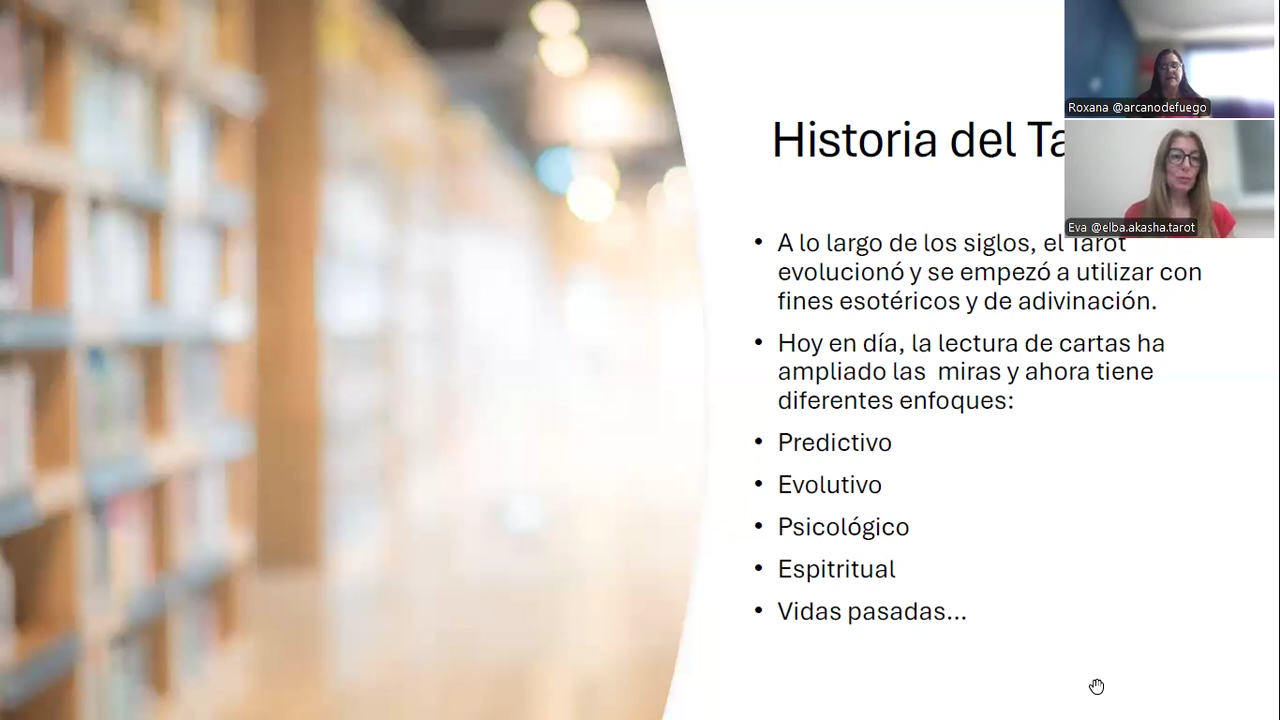 Historia del Ta
• A lo largo de los siglos, el Tarot
evolucionó y se empezó a utilizar con
fines esotéricos y de adivinación.
• Hoy en día, la lectura de cartas ha
ampliado las  miras y ahora tiene
diferentes enfoques:
• Predictivo
• Evolutivo
• Psicológico
• Espitritual
• Vidas pasadas...
Roxana @arcanodefuego
Eva @elba.akasha.tarot